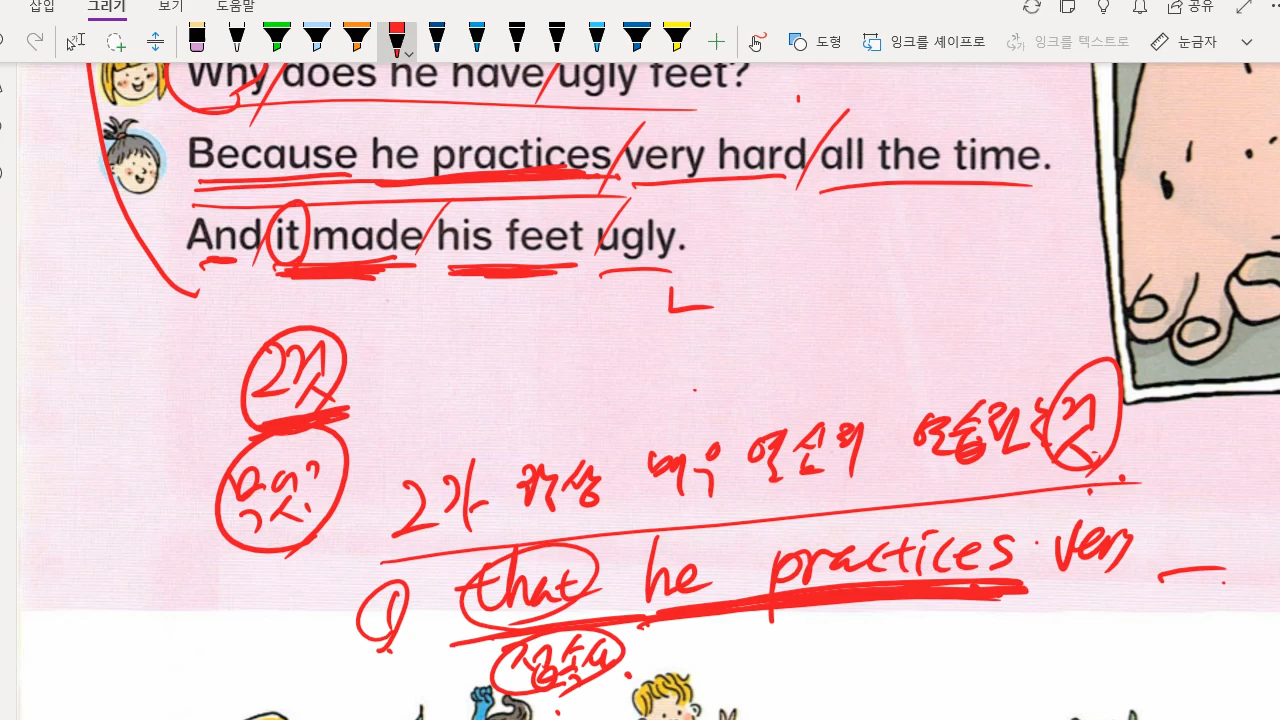 삽입 그리기 보기 도움말 공유
도형 잉크를 셰이프로 잉크를 텍스트로 눈금자
Why does he have ugly feet?
Because he practices very hard all the time.
And it made his feet ugly.
그것
무엇?
그가 항상 매우 열심히 연습한는 것
① that he practices very
접속사